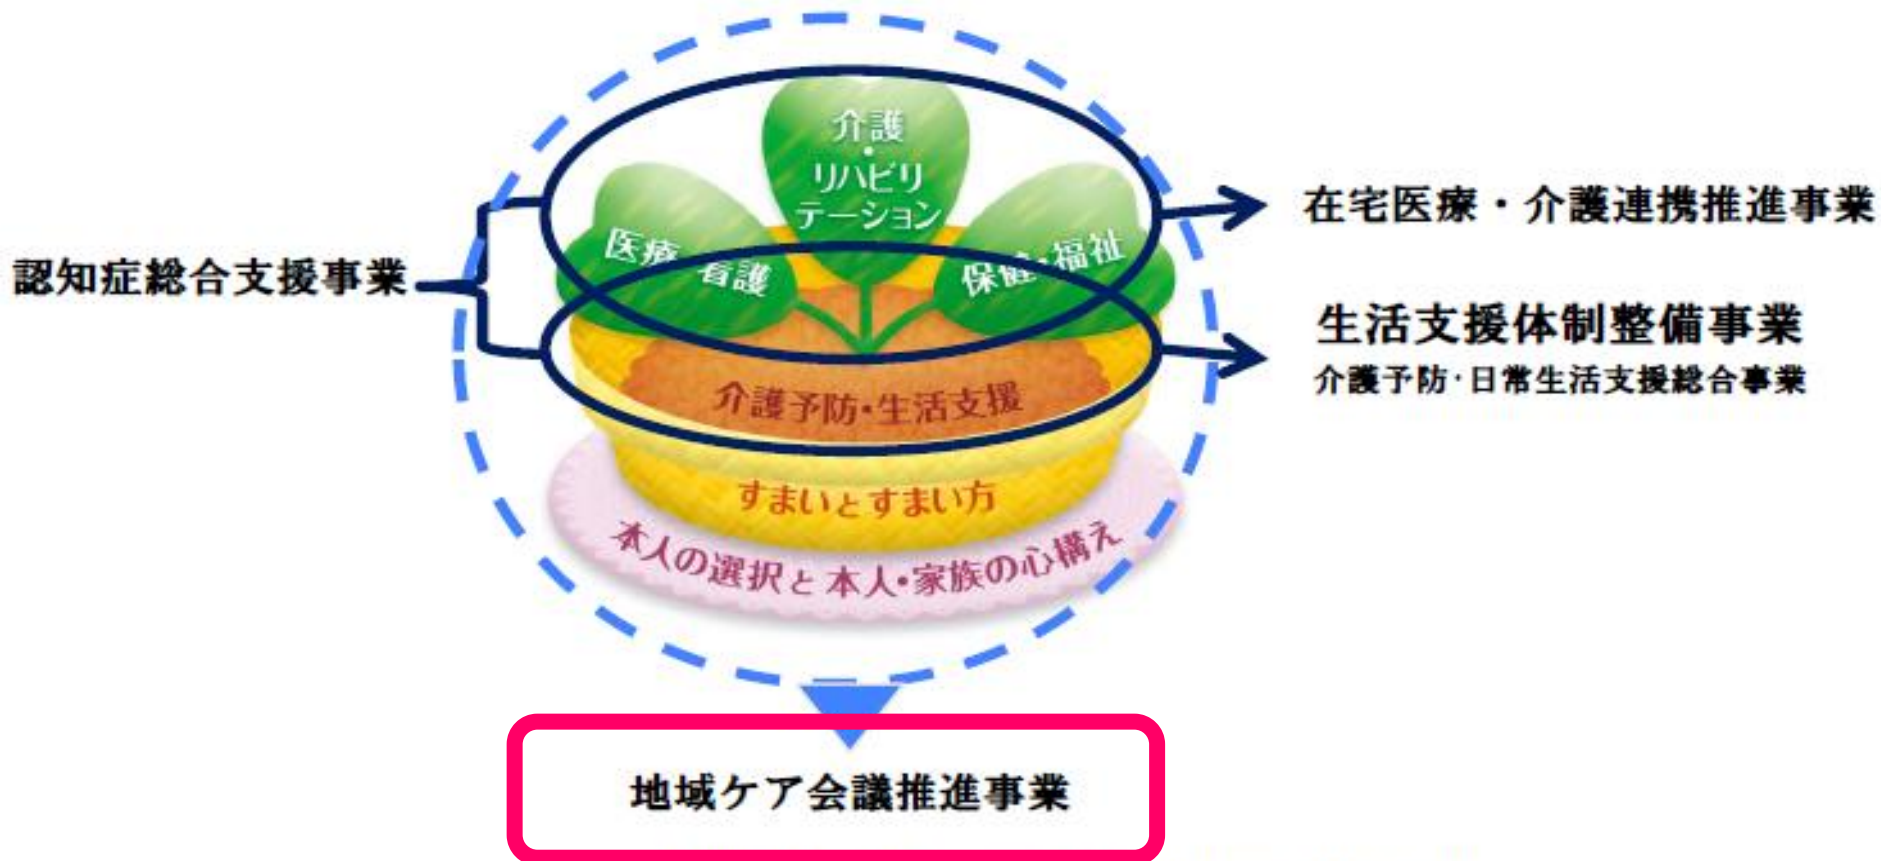 介護
・
リハビリ
テーション
医療・看護
保健・福祉
在宅医療・介護連携推進事業
認知症総合支援事業
生活支援体制整備事業
介護予防・日常生活支援総合事業
介護予防・生活支援
すまいとすまい方
本人の選択と本人・家族の心構え
地域ケア会議推進事業